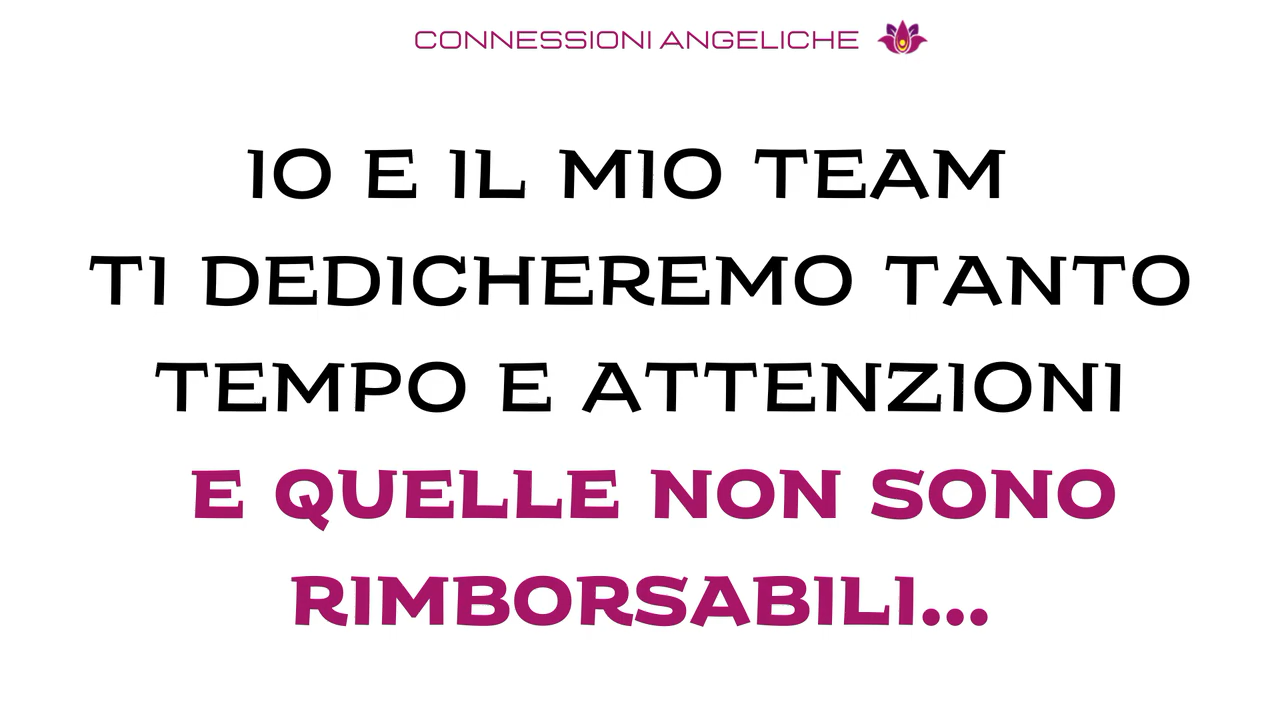 CONNESSIONI ANGELICHE
IO E IL MIO TEAM
TI DEDICHEREMO TANTO
TEMPO E ATTENZIONI
E QUELLE NON SONO
RIMBORSABILI...